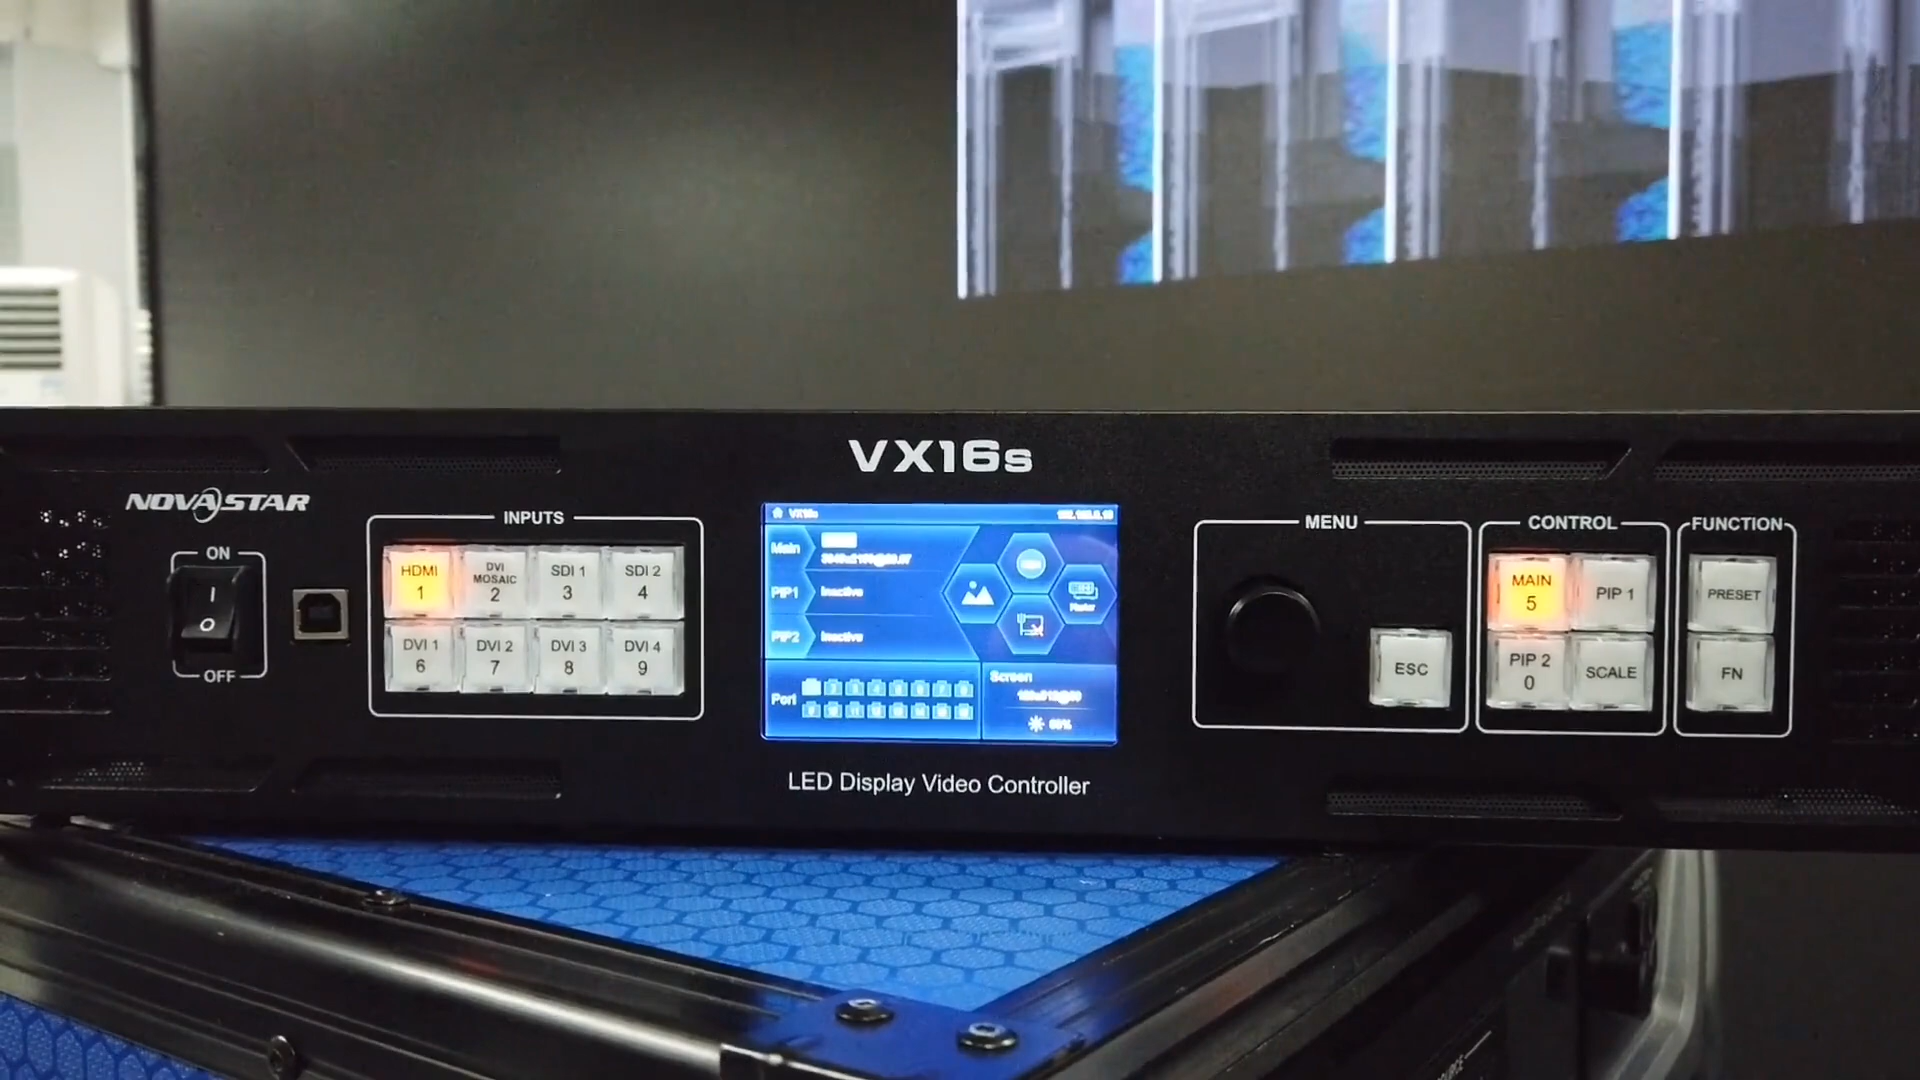 VX16s
NOVASTAR
ON
OFF
INPUTS
HDMI 1
DVI MOSAIC 2
SDI 1 3
SDI 2 4
DVI 1 6
DVI 2 7
DVI 3 8
DVI 4 9
VX16s
Main
PIP1 Inactive
PIP2 Inactive
Port
Screen
LED Display Video Controller
MENU
ESC
CONTROL
MAIN 5
PIP 1
PIP 2 0
SCALE
FUNCTION
PRESET
FN